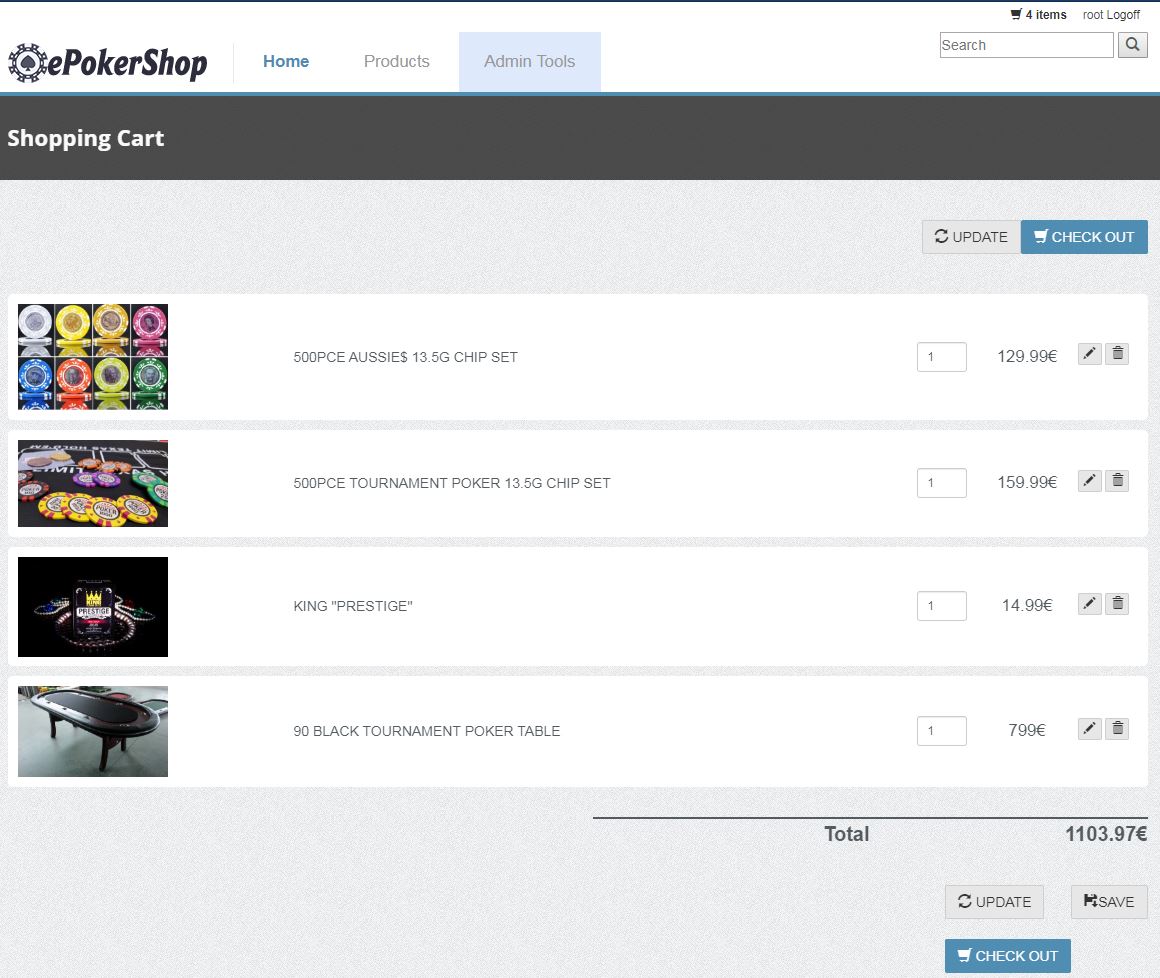 4 items root Logoff
Search
ePokerShop
Home Products Admin Tools
Shopping Cart
UPDATE CHECK OUT
500PCE AUSSIE$ 13.5G CHIP SET 1 129.99€
500PCE TOURNAMENT POKER 13.5G CHIP SET 1 159.99€
KING
PRESTIGE
KING "PRESTIGE" 1 14.99€
90 BLACK TOURNAMENT POKER TABLE 1 799€
Total 1103.97€
UPDATE SAVE
CHECK OUT